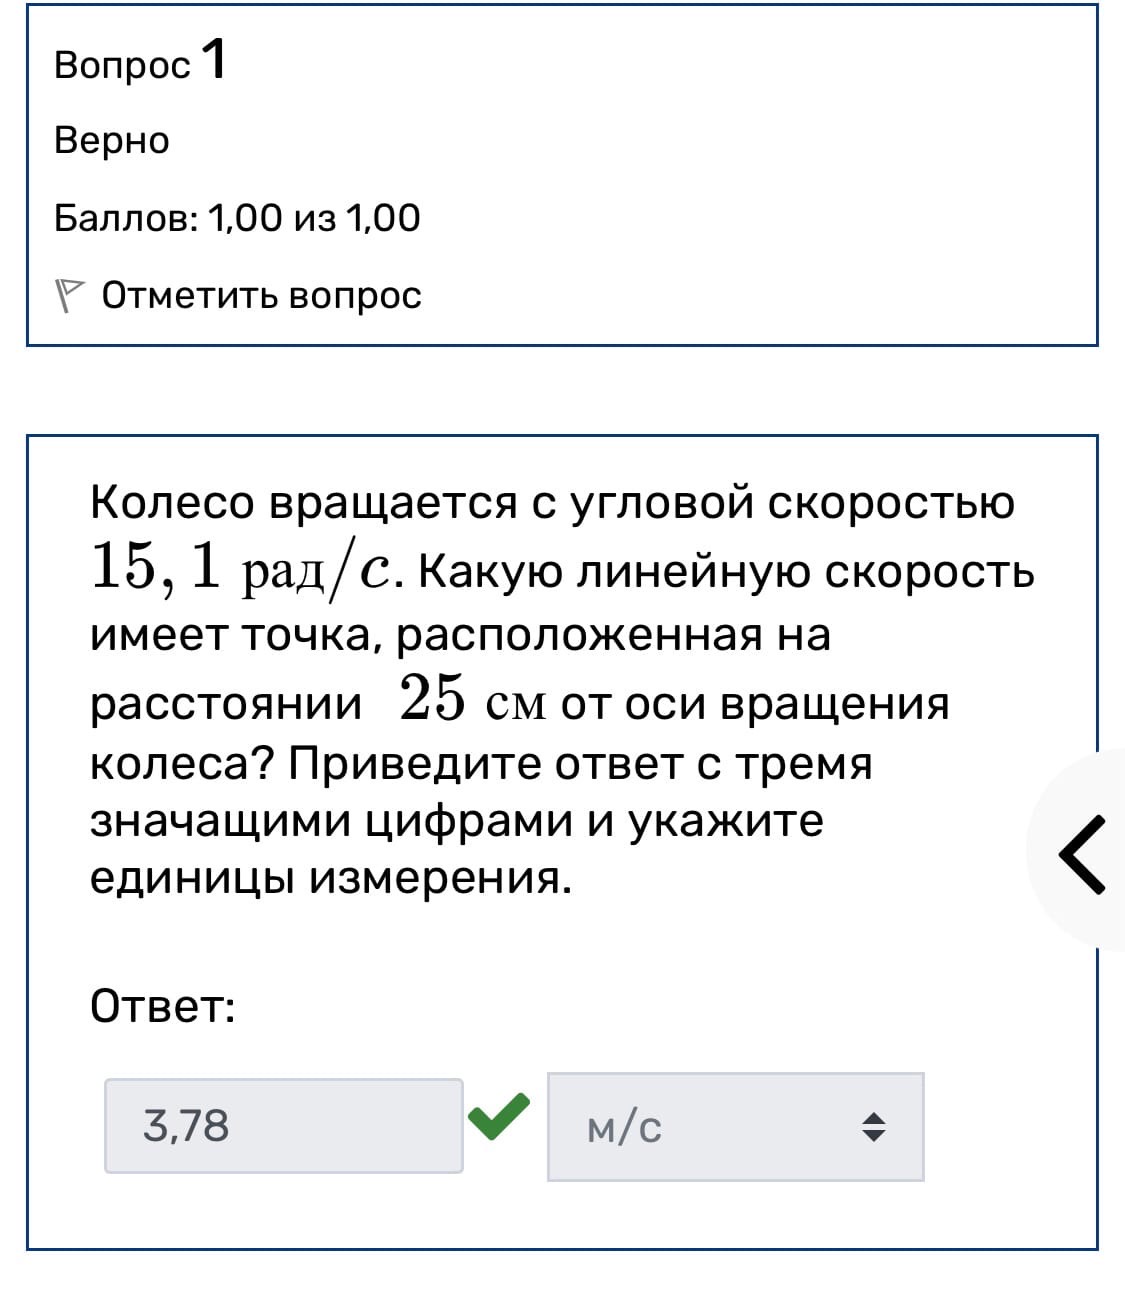 Вопрос 1
Верно
Баллов: 1,00 из 1,00
Отметить вопрос
Колесо вращается с угловой скоростью
15, 1 рад/с. Какую линейную скорость
имеет точка, расположенная на
расстоянии 25 см от оси вращения
колеса? Приведите ответ с тремя
значащими цифрами и укажите
единицы измерения.
Ответ:
3,78 м/с